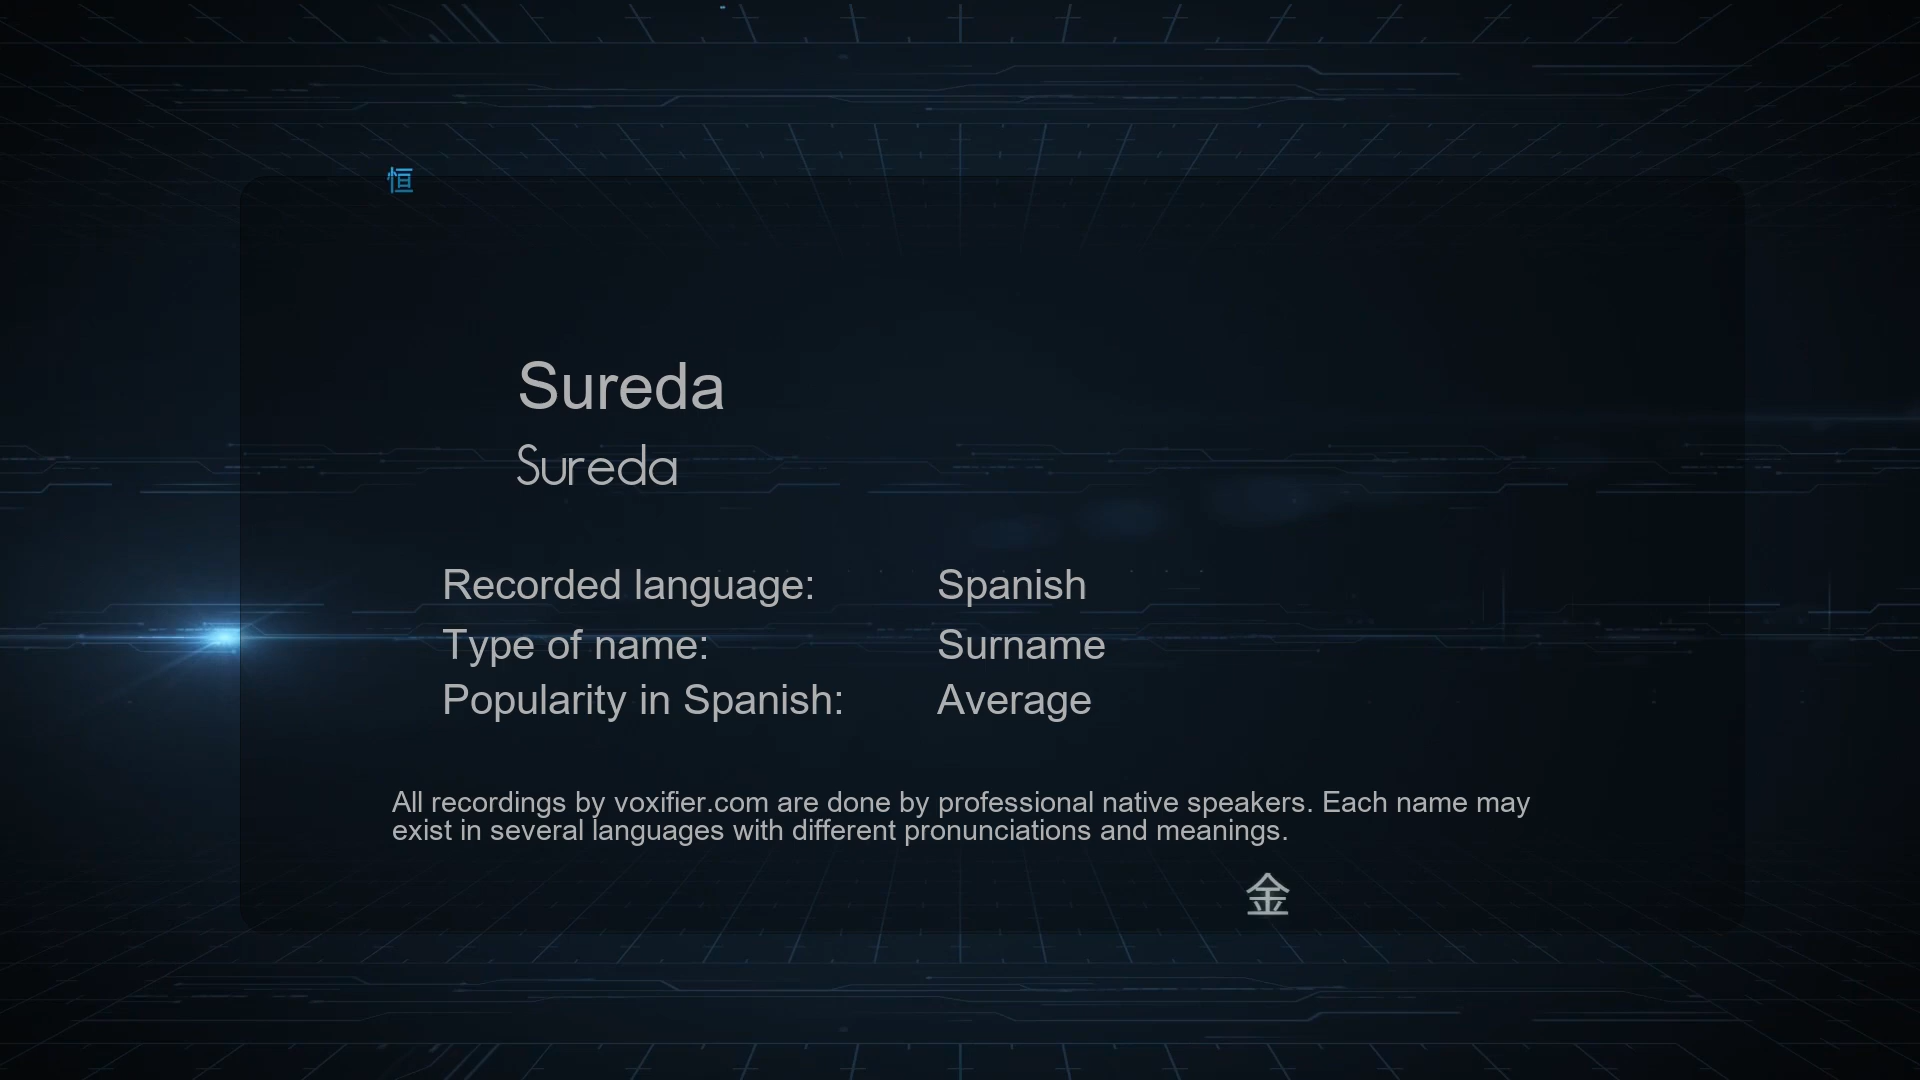 恒
Sureda
Sureda
Recorded language: Spanish
Type of name: Surname
Popularity in Spanish: Average
All recordings by voxifier.com are done by professional native speakers. Each name may
exist in several languages with different pronunciations and meanings.
金